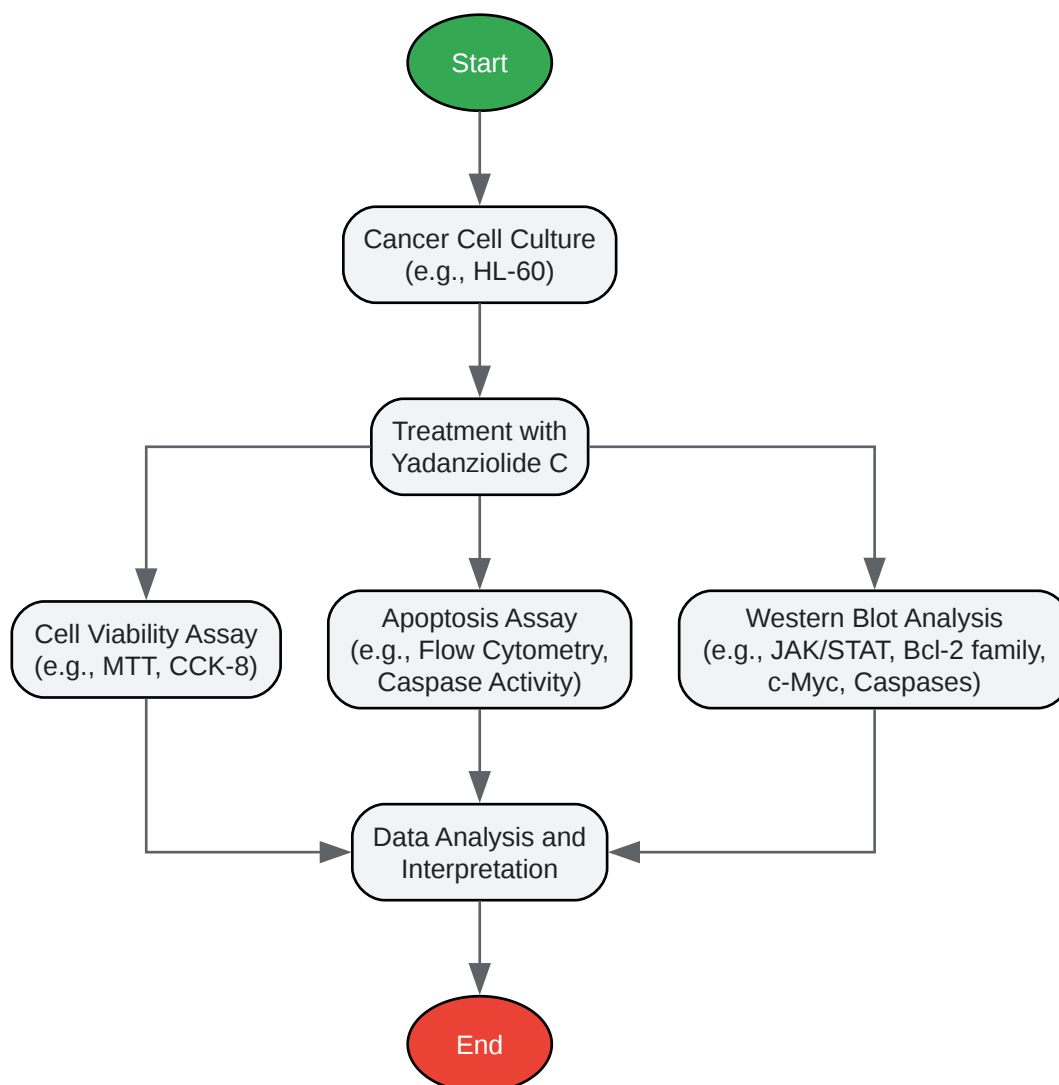 Start
Cancer Cell Culture
(e.g., HL-60)
Treatment with
Yadanziolide C
Cell Viability Assay
(e.g., MTT, CCK-8)
Apoptosis Assay
(e.g., Flow Cytometry,
Caspase Activity)
Western Blot Analysis
(e.g., JAK/STAT, Bcl-2 family,
c-Myc, Caspases)
Data Analysis and
Interpretation
End